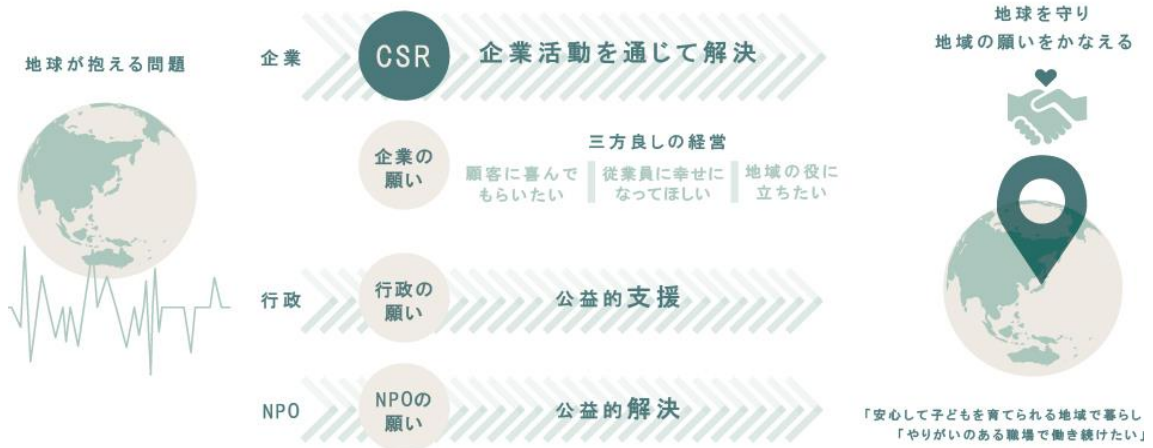 地球が抱える問題
企業
CSR
企業活動を通じて解決
企業の
願い
三方良しの経営
顧客に喜んで
もらいたい
従業員に幸せに
なってほしい
地域の役に
立ちたい
行政
行政の
願い
公益的支援
NPO
NPOの
願い
公益的解決
地球を守り
地域の願いをかなえる
「安心して子どもを育てられる地域で暮らし
「やりがいのある職場で働き続けたい」